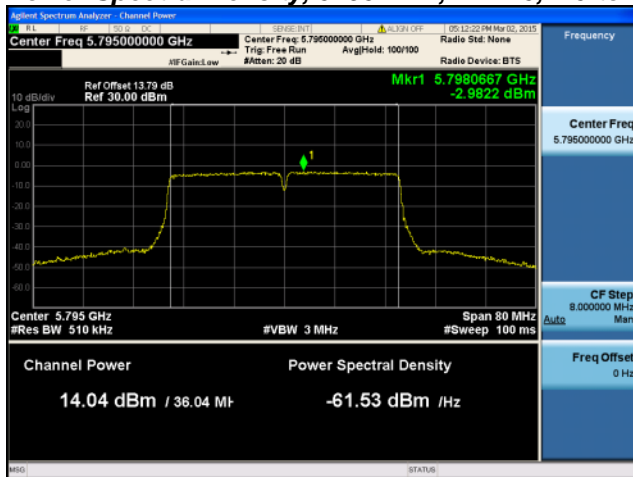 Agilent Spectrum Analyzer - Channel Power
RL RF 50 Ω DC SENSE:INT ALIGN OFF 05:12:22 PM Mar 02, 2015
Center Freq 5.795000000 GHz
Center Freq: 5.795000000 GHz
Radio Std: None
Trig: Free Run Avg|Hold: 100/100
#IFGain:Low #Atten: 20 dB Radio Device: BTS
Mkr1 5.7980667 GHz
-2.9822 dBm
Ref Offset 13.79 dB
10 dB/div Ref 30.00 dBm
Log
20.0
10.0
0.00
-10.0
-20.0
-30.0
-40.0
-50.0
-60.0
1
Center 5.795 GHz Span 80 MHz
#Res BW 510 kHz #VBW 3 MHz #Sweep 100 ms
Channel Power Power Spectral Density
14.04 dBm / 36.04 MH -61.53 dBm /Hz
MSG STATUS
Frequency
Center Freq
5.795000000 GHz
CF Step
8.000000 MHz
Auto Man
Freq Offset
0 Hz